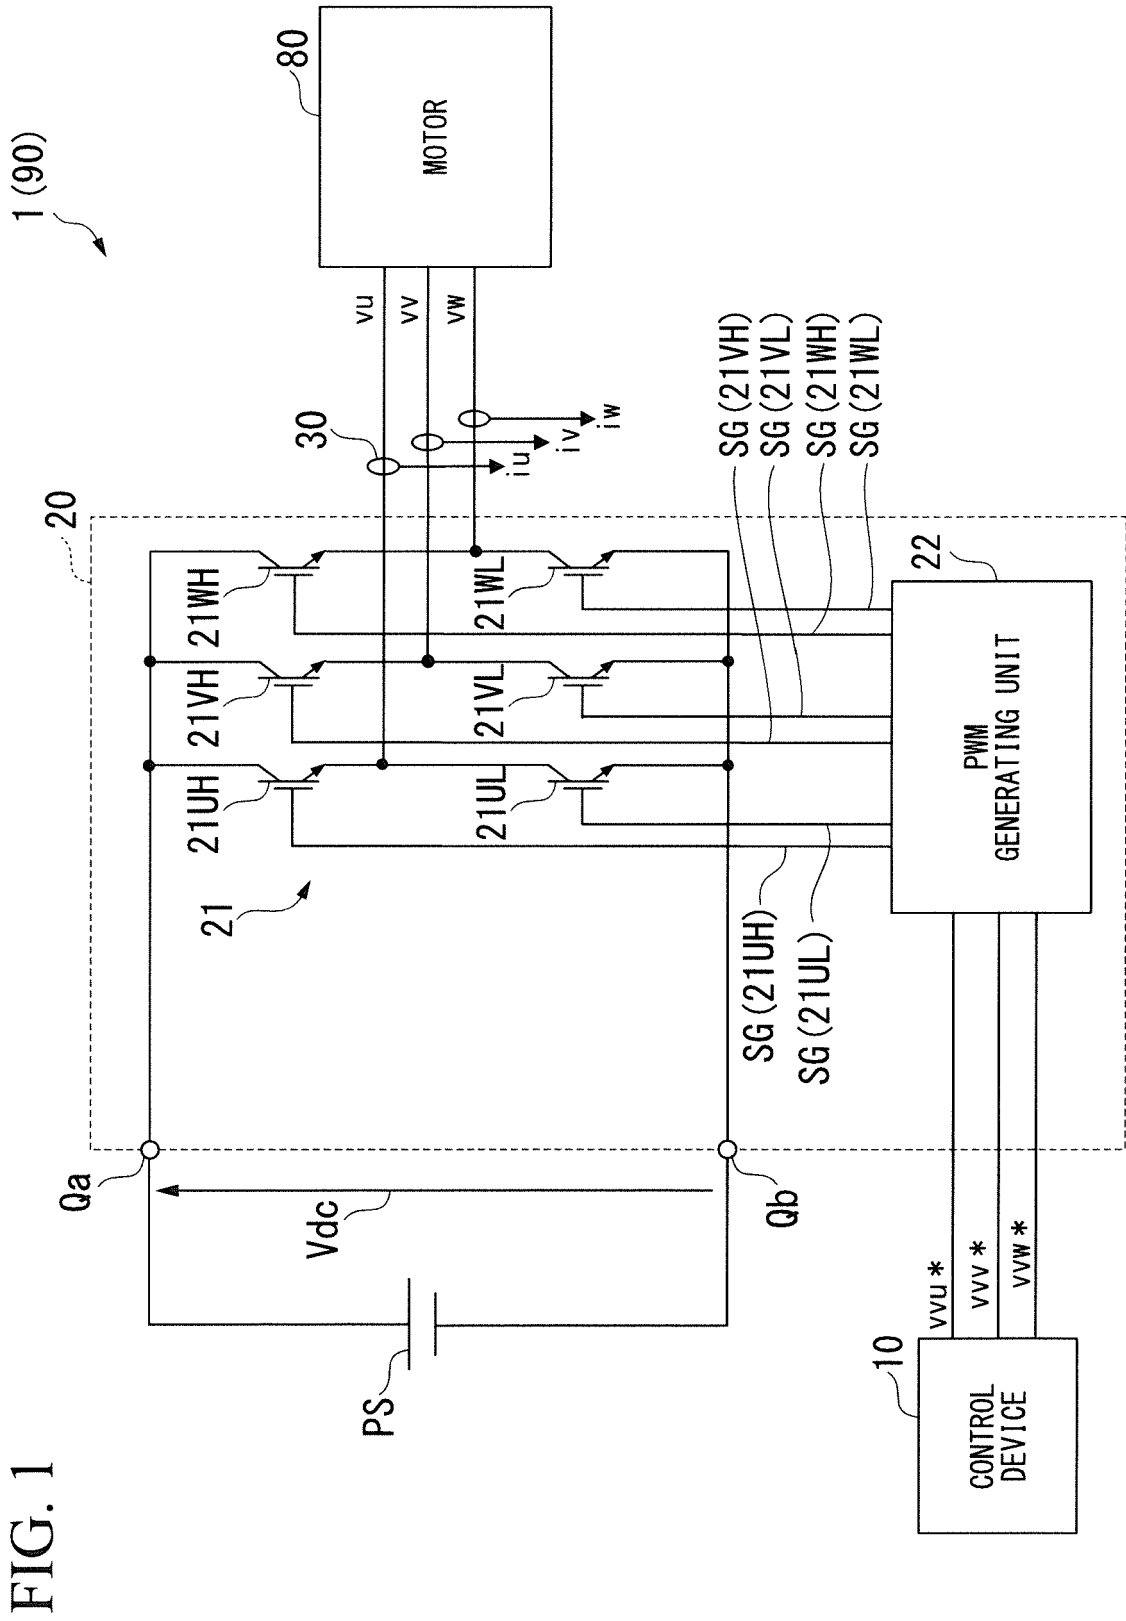 FIG. 1
1(90)
20
80
MOTOR
vu
vv
vw
30
iu
iv
iw
Qa
Vdc
PS
Qb
21
21UH
21VH
21WH
21UL
21VL
21WL
SG(21UH)
SG(21UL)
SG(21VH)
SG(21VL)
SG(21WH)
SG(21WL)
22
PWM
GENERATING UNIT
10
CONTROL
DEVICE
vvu*
vvv*
vvw*